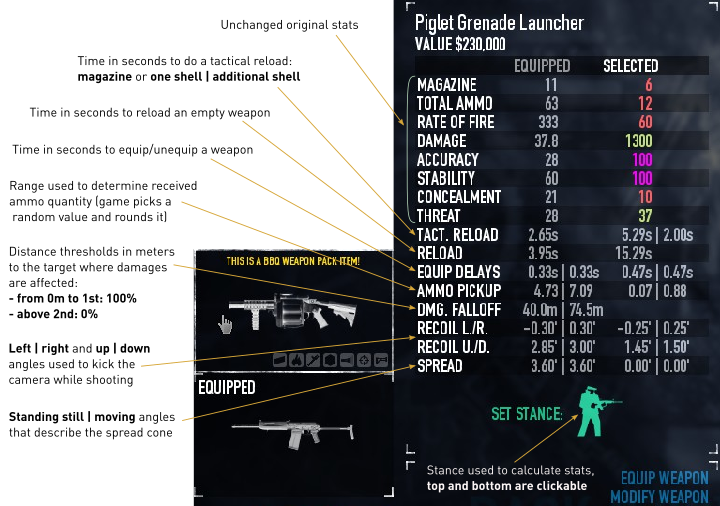 Unchanged original stats
Time in seconds to do a tactical reload:
magazine or one shell | additional shell
Time in seconds to reload an empty weapon
Time in seconds to equip/unequip a weapon
Range used to determine received
ammo quantity (game picks a
random value and rounds it)
Distance thresholds in meters
to the target where damages
are affected:
- from 0m to 1st: 100%
- above 2nd: 0%
Left | right and up | down
angles used to kick the
camera while shooting
Standing still | moving angles
that describe the spread cone
THIS IS A BBQ WEAPON PACK ITEM!
EQUIPPED
Piglet Grenade Launcher
VALUE $230,000
EQUIPPED SELECTED
MAGAZINE 11 6
TOTAL AMMO 63 12
RATE OF FIRE 333 60
DAMAGE 37.8 1300
ACCURACY 28 100
STABILITY 60 100
CONCEALMENT 21 10
THREAT 28 37
TACT. RELOAD 2.65s 5.29s | 2.00s
RELOAD 3.95s 15.29s
EQUIP DELAYS 0.33s | 0.33s 0.47s | 0.47s
AMMO PICKUP 4.73 | 7.09 0.07 | 0.88
DMG. FALLOFF 40.0m | 74.5m
RECOIL L./R. -0.30' | 0.30' -0.25' | 0.25'
RECOIL U./D. 2.85' | 3.00' 1.45' | 1.50'
SPREAD 3.60' | 3.60' 0.00' | 0.00'
SET STANCE:
Stance used to calculate stats,
top and bottom are clickable
EQUIP WEAPON
MODIFY WEAPON